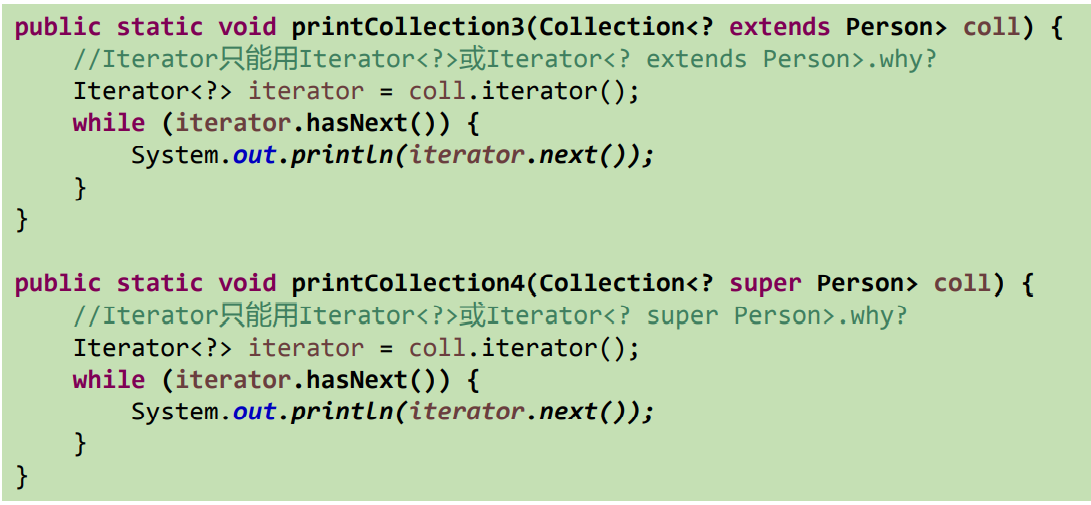 public static void printCollection3(Collection<? extends Person> coll) {
//Iterator只能用Iterator<?>或Iterator<? extends Person>.why?
Iterator<?> iterator = coll.iterator();
while (iterator.hasNext()) {
System.out.println(iterator.next());
}
}
public static void printCollection4(Collection<? super Person> coll) {
//Iterator只能用Iterator<?>或Iterator<? super Person>.why?
Iterator<?> iterator = coll.iterator();
while (iterator.hasNext()) {
System.out.println(iterator.next());
}
}